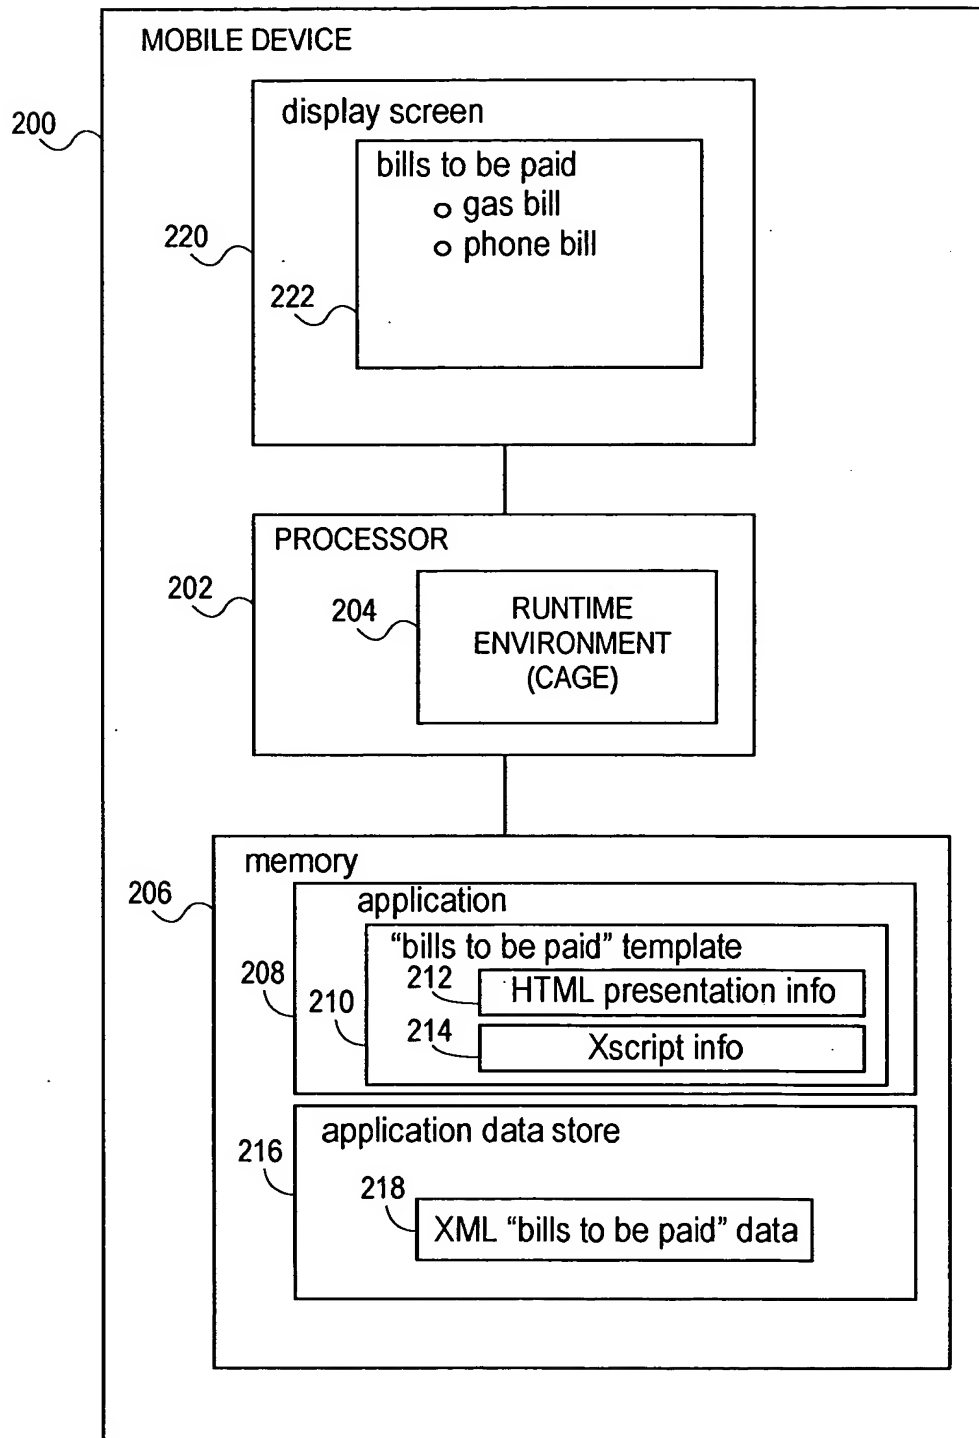 MOBILE DEVICE
200
display screen
bills to be paid
o gas bill
o phone bill
220
222
PROCESSOR
202
204
RUNTIME
ENVIRONMENT
(CAGE)
memory
206
application
"bills to be paid" template
208
210
212
HTML presentation info
214
Xscript info
application data store
216
218
XML "bills to be paid" data